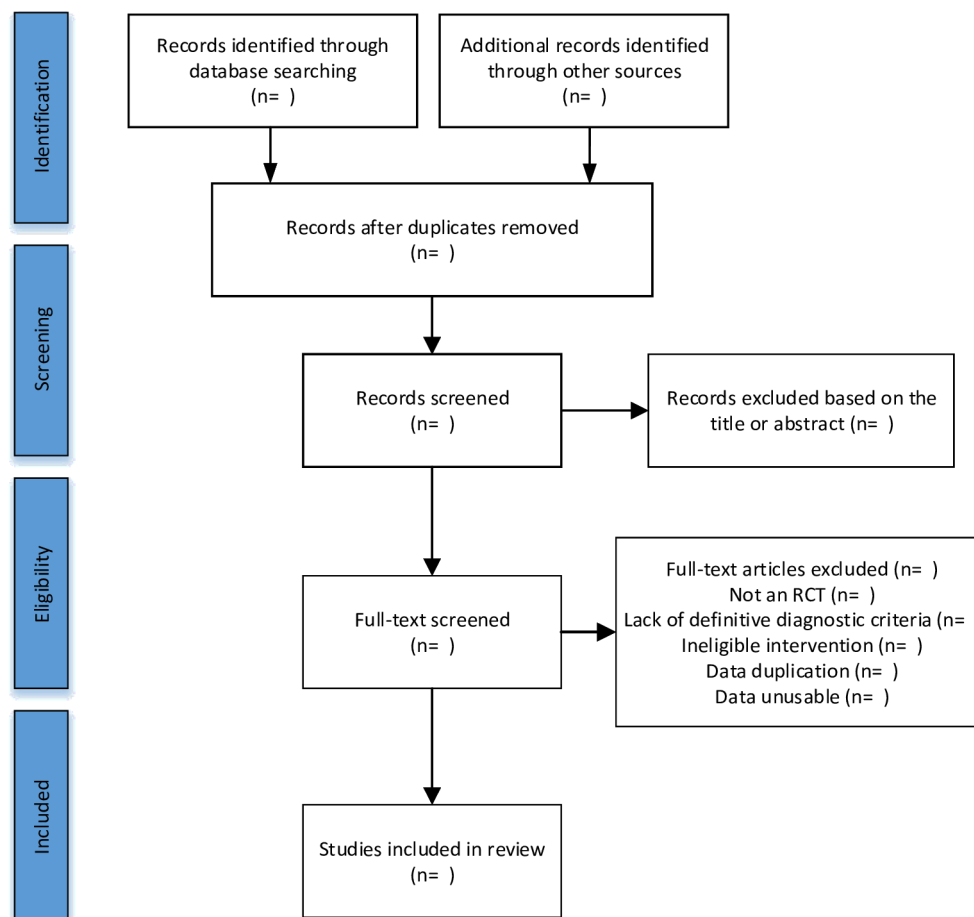 Identification
Records identified through
database searching
(n=  )
Additional records identified
through other sources
(n=  )
Records after duplicates removed
(n=  )
Screening
Records screened
(n=  )
Records excluded based on the
title or abstract (n=  )
Eligibility
Full-text screened
(n=  )
Full-text articles excluded (n=  )
Not an RCT (n=  )
Lack of definitive diagnostic criteria (n=
Ineligible intervention (n=  )
Data duplication (n=  )
Data unusable (n=  )
Included
Studies included in review
(n=  )